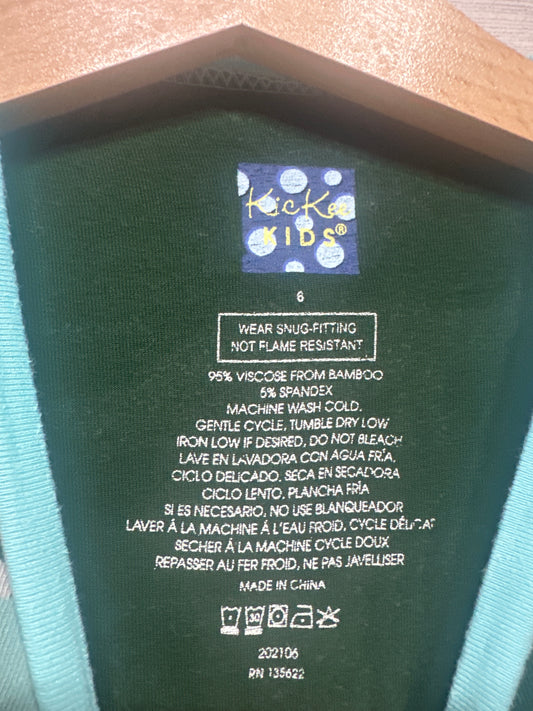 KicKee
KIDS®
6
WEAR SNUG-FITTING
NOT FLAME RESISTANT
95% VISCOSE FROM BAMBOO
5% SPANDEX
MACHINE WASH COLD,
GENTLE CYCLE, TUMBLE DRY LOW
IRON LOW IF DESIRED, DO NOT BLEACH
LAVE EN LAVADORA CON AGUA FRÍA,
CICLO DELICADO, SECA EN SECADORA
CICLO LENTO, PLANCHA FRÍA
SI ES NECESARIO, NO USE BLANQUEADOR
LAVER Á LA MACHINE Á L'EAU FROID, CYCLE DÉLICAT
SÉCHER Á LA MACHINE CYCLE DOUX
REPASSER AU FER FROID, NE PAS JAVELLISER
MADE IN CHINA
30
202106
RN 135622